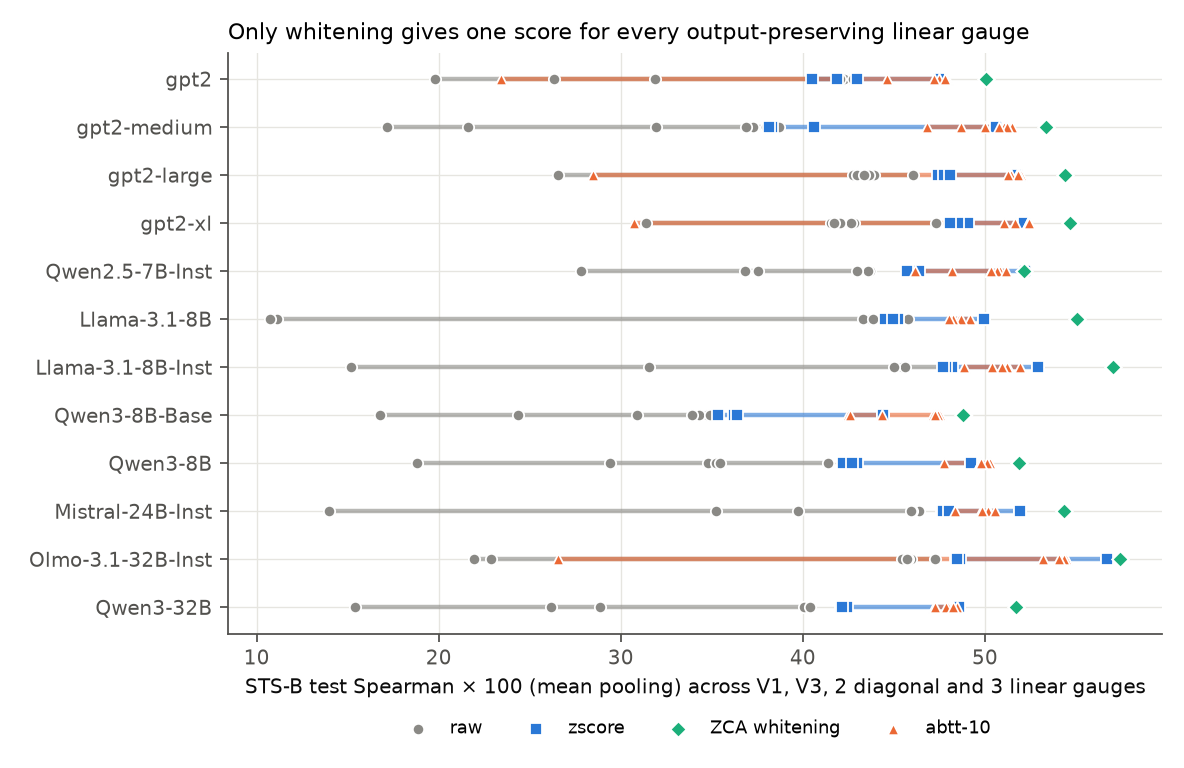 Only whitening gives one score for every output-preserving linear gauge
gpt2
gpt2-medium
gpt2-large
gpt2-xl
Qwen2.5-7B-Inst
Llama-3.1-8B
Llama-3.1-8B-Inst
Qwen3-8B-Base
Qwen3-8B
Mistral-24B-Inst
Olmo-3.1-32B-Inst
Qwen3-32B
10 20 30 40 50
STS-B test Spearman × 100 (mean pooling) across V1, V3, 2 diagonal and 3 linear gauges
raw zscore ZCA whitening abtt-10